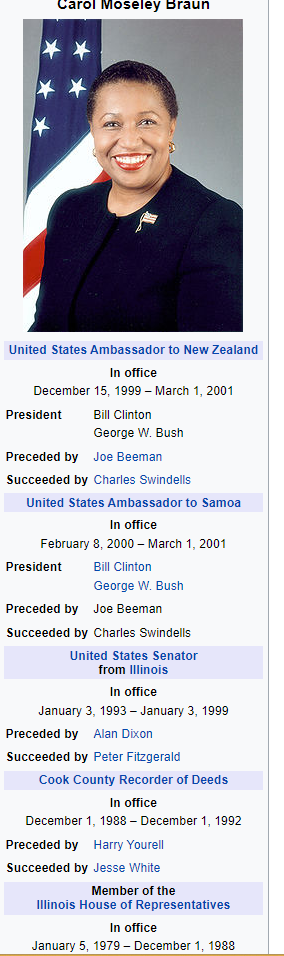 Carol Moseley Braun
United States Ambassador to New Zealand
In office
December 15, 1999 – March 1, 2001
President Bill Clinton
George W. Bush
Preceded by Joe Beeman
Succeeded by Charles Swindells
United States Ambassador to Samoa
In office
February 8, 2000 – March 1, 2001
President Bill Clinton
George W. Bush
Preceded by Joe Beeman
Succeeded by Charles Swindells
United States Senator
from Illinois
In office
January 3, 1993 – January 3, 1999
Preceded by Alan Dixon
Succeeded by Peter Fitzgerald
Cook County Recorder of Deeds
In office
December 1, 1988 – December 1, 1992
Preceded by Harry Yourell
Succeeded by Jesse White
Member of the
Illinois House of Representatives
In office
January 5, 1979 – December 1, 1988